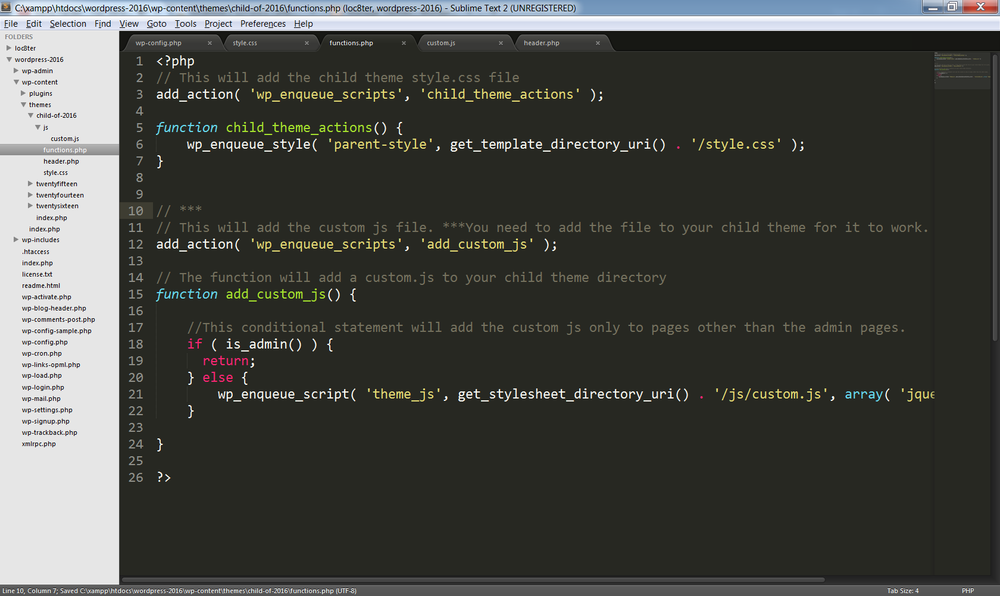 C:\xampp\htdocs\wordpress-2016\wp-content\themes\child-of-2016\functions.php (loc8ter, wordpress-2016) - Sublime Text 2 (UNREGISTERED)
File Edit Selection Find View Goto Tools Project Preferences Help
FOLDERS
loc8ter
wordpress-2016
wp-admin
wp-content
plugins
themes
child-of-2016
js
custom.js
functions.php
header.php
style.css
twentyfifteen
twentyfourteen
twentysixteen
index.php
index.php
wp-includes
.htaccess
index.php
license.txt
readme.html
wp-activate.php
wp-blog-header.php
wp-comments-post.php
wp-config-sample.php
wp-config.php
wp-cron.php
wp-links-opml.php
wp-load.php
wp-login.php
wp-mail.php
wp-settings.php
wp-signup.php
wp-trackback.php
xmlrpc.php
wp-config.php × style.css × functions.php × custom.js × header.php ×
1 <?php
2 // This will add the child theme style.css file
3 add_action( 'wp_enqueue_scripts', 'child_theme_actions' );
4
5 function child_theme_actions() {
6     wp_enqueue_style( 'parent-style', get_template_directory_uri() . '/style.css' );
7 }
8
9
10 // ***
11 // This will add the custom js file. ***You need to add the file to your child theme for it to work.
12 add_action( 'wp_enqueue_scripts', 'add_custom_js' );
13
14 // The function will add a custom.js to your child theme directory
15 function add_custom_js() {
16
17     //This conditional statement will add the custom js only to pages other than the admin pages.
18     if ( is_admin() ) {
19       return;
20     } else {
21         wp_enqueue_script( 'theme_js', get_stylesheet_directory_uri() . '/js/custom.js', array( 'jque
22     }
23
24 }
25
26 ?>
Line 10, Column 7; Saved C:\xampp\htdocs\wordpress-2016\wp-content\themes\child-of-2016\functions.php (UTF-8)
Tab Size: 4 PHP